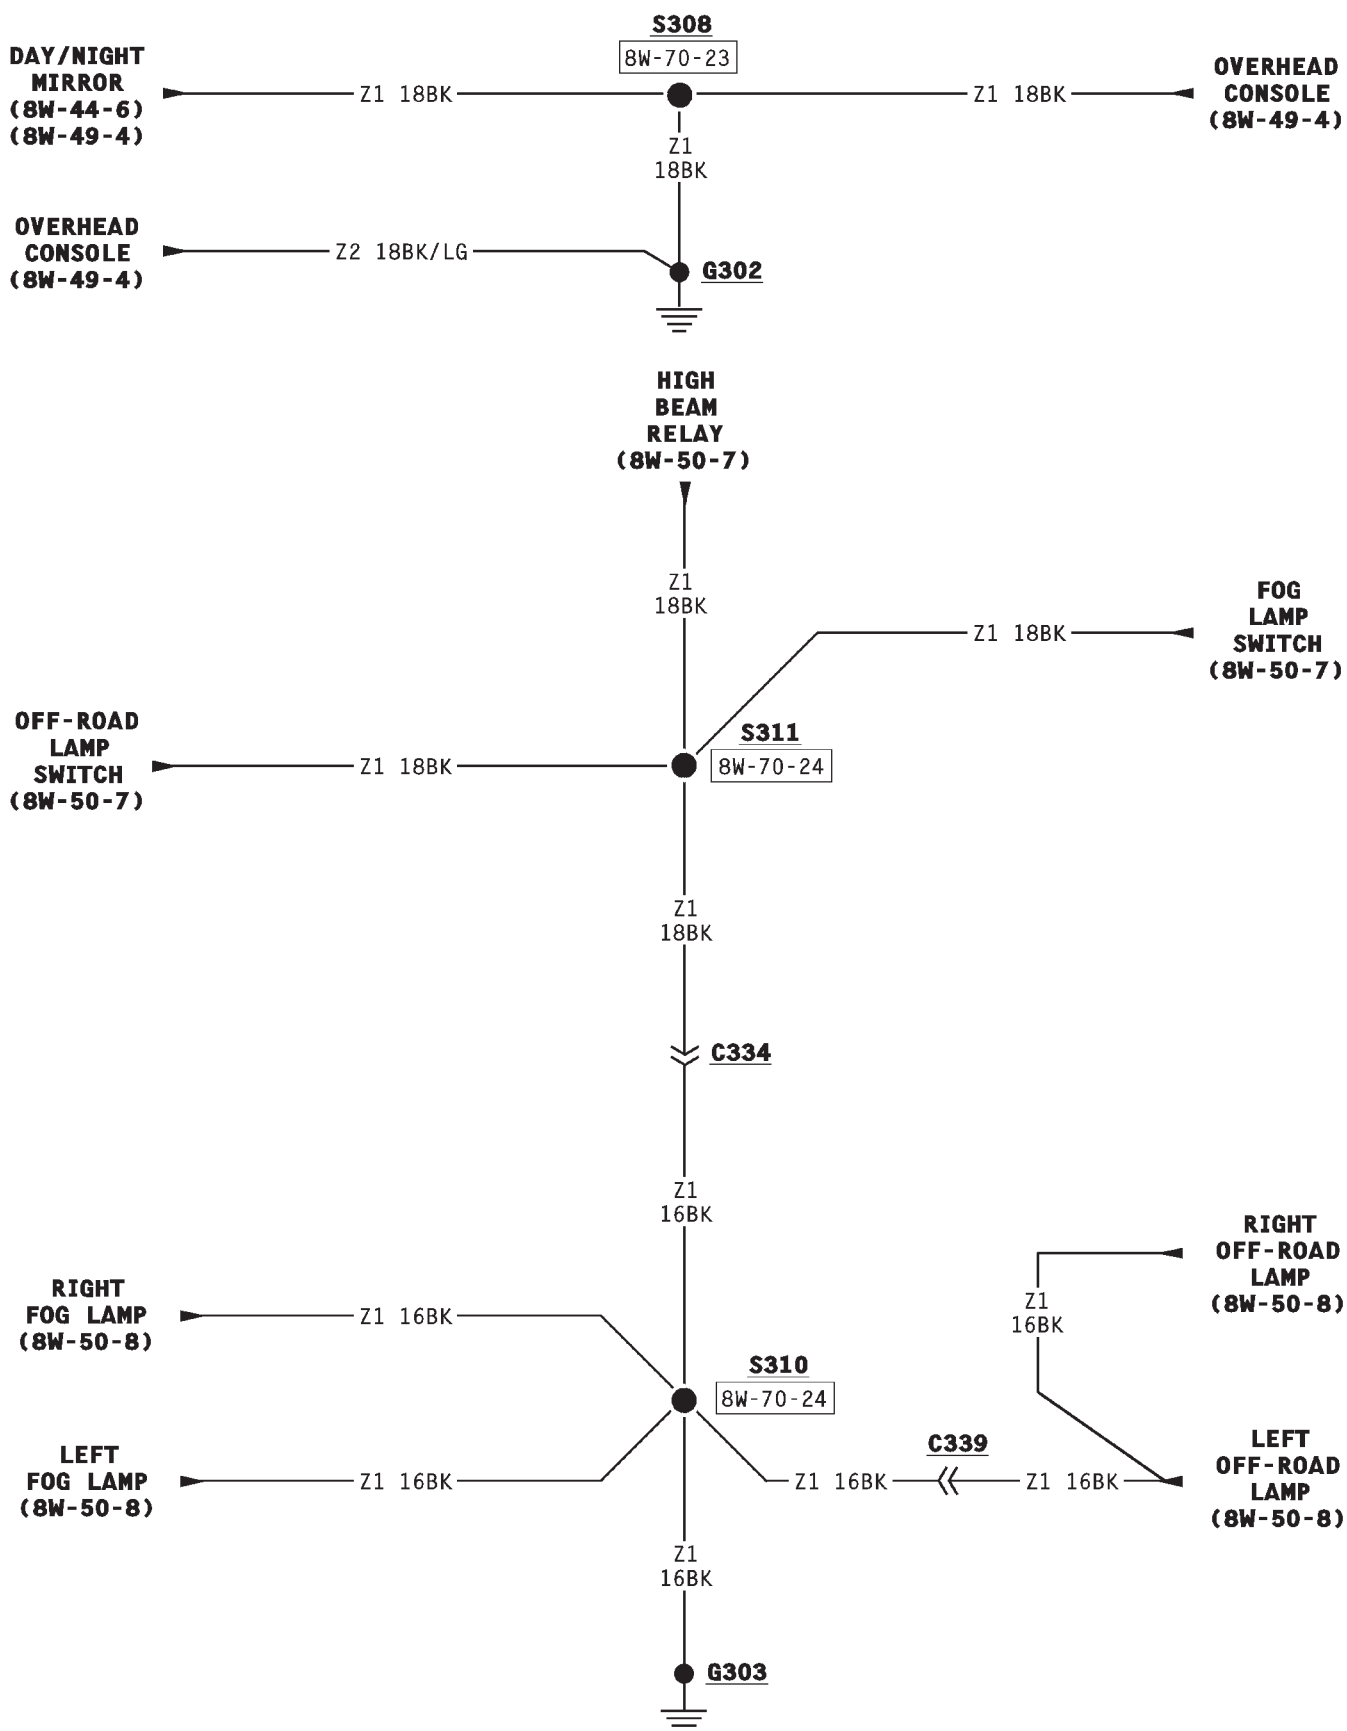 S308
8W-70-23
DAY/NIGHT
MIRROR
(8W-44-6)
(8W-49-4)
Z1 18BK
Z1 18BK
OVERHEAD
CONSOLE
(8W-49-4)
Z1
18BK
OVERHEAD
CONSOLE
(8W-49-4)
Z2 18BK/LG
G302
HIGH
BEAM
RELAY
(8W-50-7)
Z1
18BK
Z1 18BK
FOG
LAMP
SWITCH
(8W-50-7)
OFF-ROAD
LAMP
SWITCH
(8W-50-7)
Z1 18BK
S311
8W-70-24
Z1
18BK
C334
Z1
16BK
RIGHT
OFF-ROAD
LAMP
(8W-50-8)
Z1
16BK
RIGHT
FOG LAMP
(8W-50-8)
Z1 16BK
S310
8W-70-24
LEFT
FOG LAMP
(8W-50-8)
Z1 16BK
Z1 16BK
C339
Z1 16BK
LEFT
OFF-ROAD
LAMP
(8W-50-8)
Z1
16BK
G303